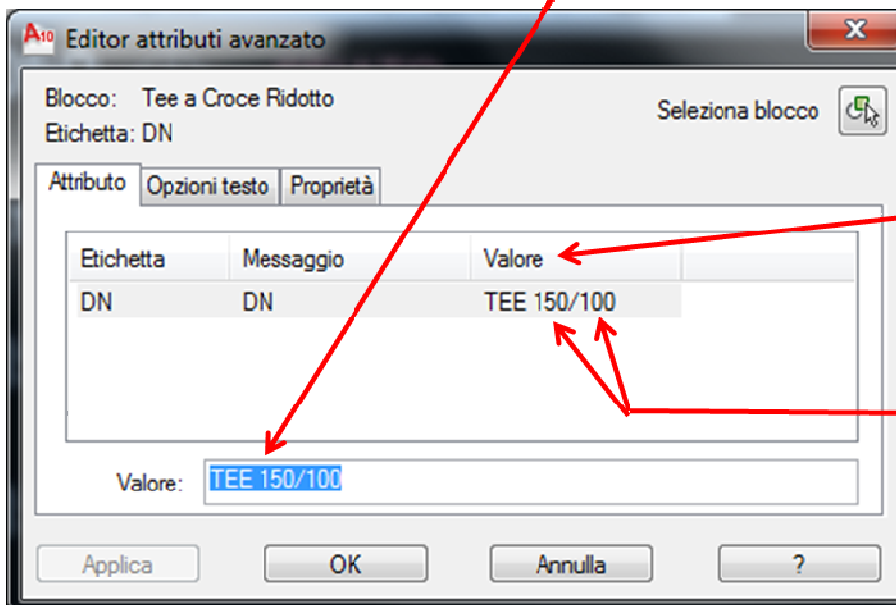 A10 Editor attributi avanzato
Blocco: Tee a Croce Ridotto
Seleziona blocco
Etichetta: DN
Attributo Opzioni testo Proprietà
Etichetta Messaggio Valore
DN DN TEE 150/100
Valore: TEE 150/100
Applica OK Annulla ?